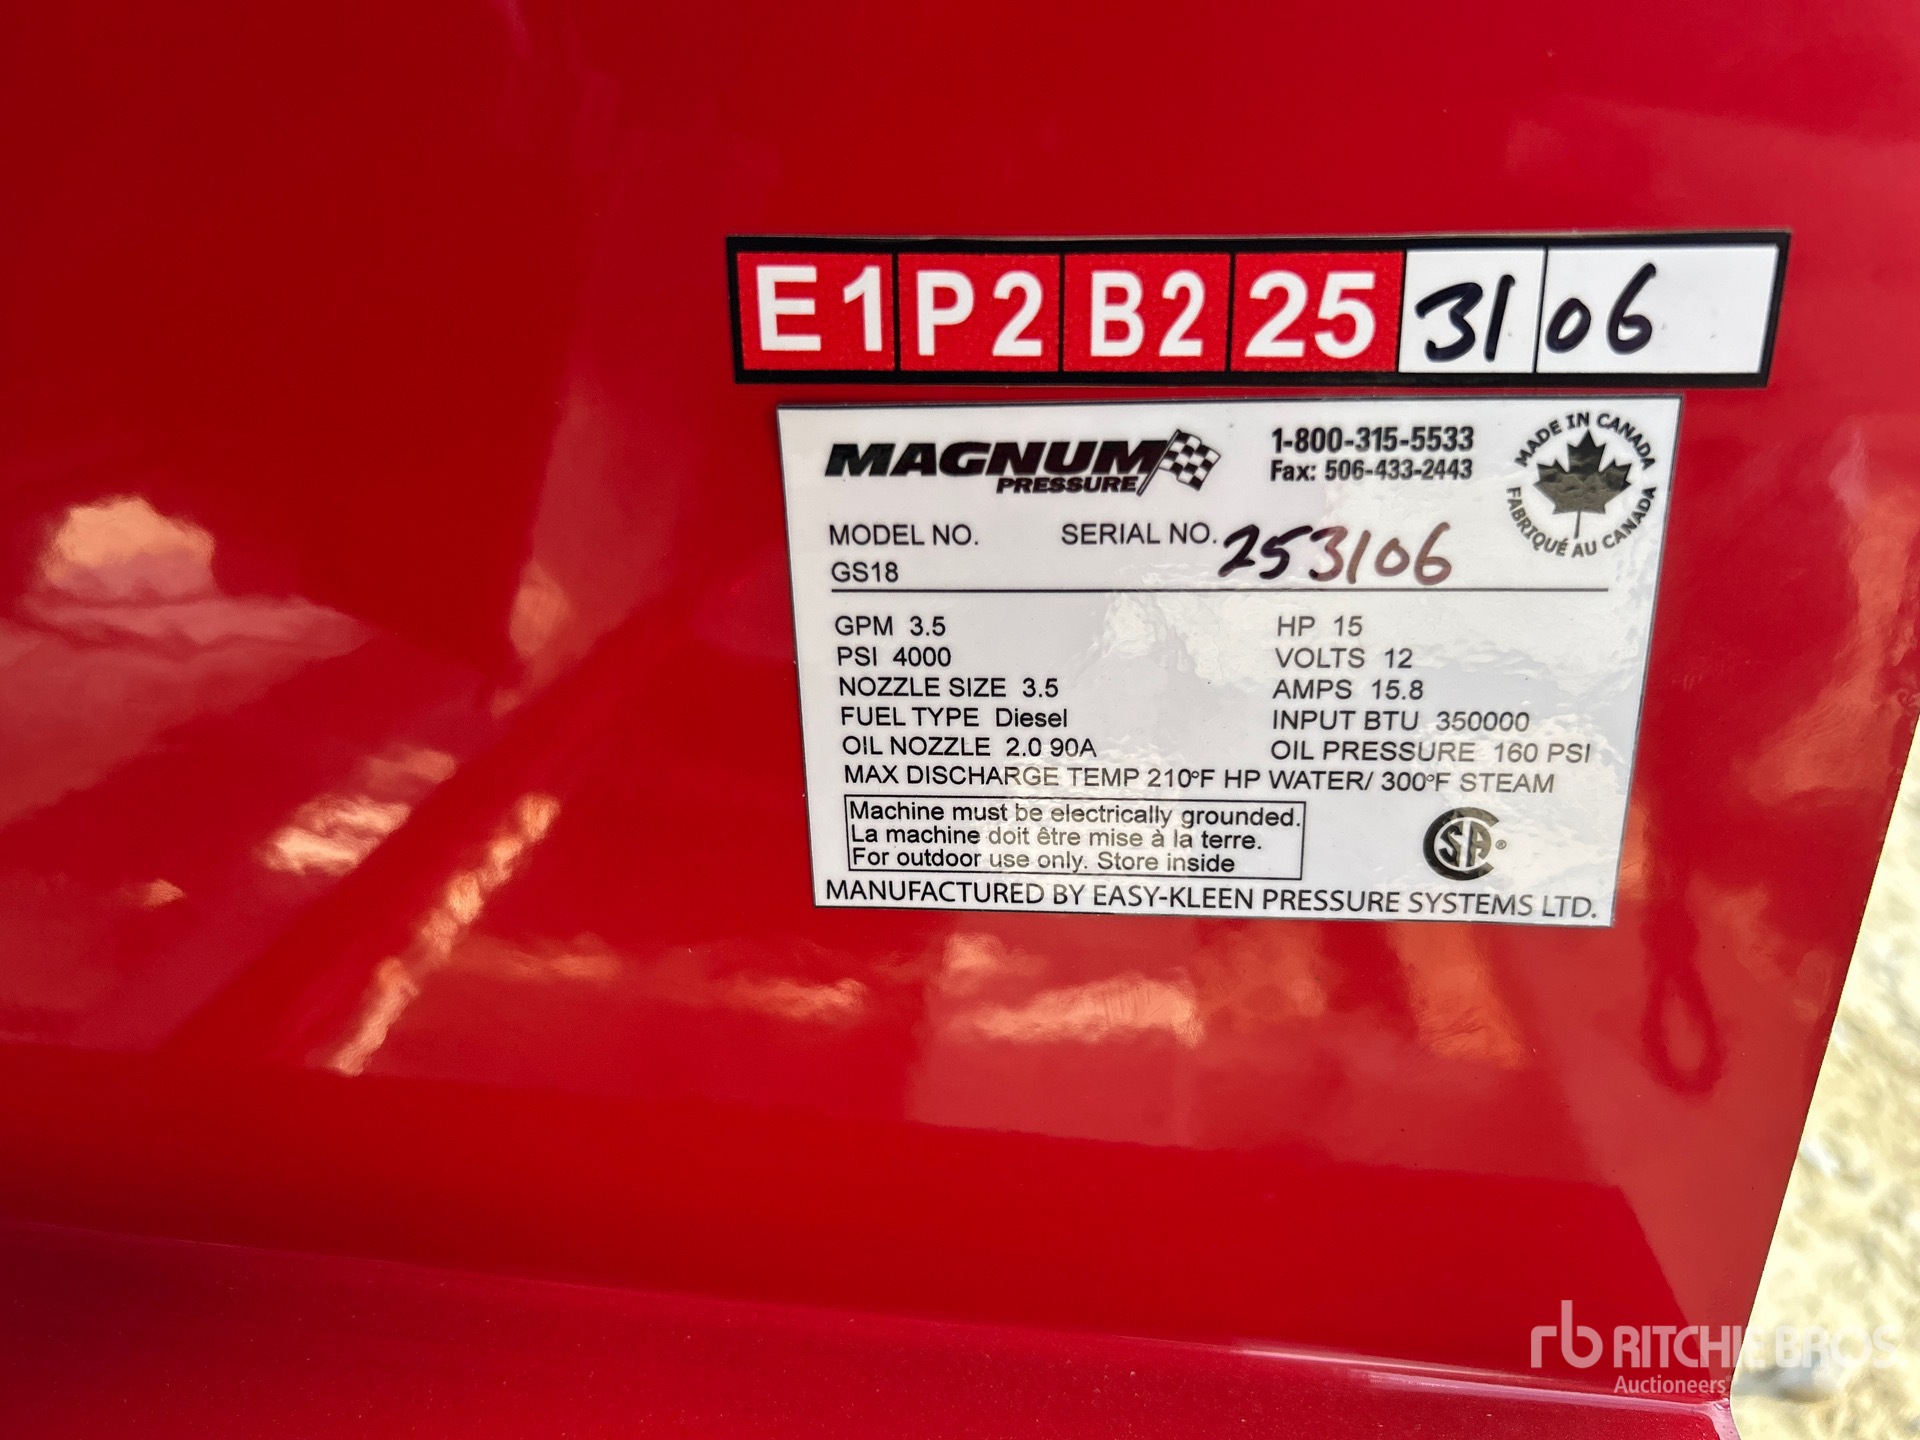 E1 P2 B2 25 31 06
MAGNUM
PRESSURE
1-800-315-5533
Fax: 506-433-2443
MADE IN CANADA
FABRIQUÉ AU CANADA
MODEL NO. SERIAL NO. 253106
GS18
GPM 3.5 HP 15
PSI 4000 VOLTS 12
NOZZLE SIZE 3.5 AMPS 15.8
FUEL TYPE Diesel INPUT BTU 350000
OIL NOZZLE 2.0 90A OIL PRESSURE 160 PSI
MAX DISCHARGE TEMP 210°F HP WATER/ 300°F STEAM
Machine must be electrically grounded.
La machine doit être mise à la terre.
For outdoor use only. Store inside
CSA ®
MANUFACTURED BY EASY-KLEEN PRESSURE SYSTEMS LTD.
rb RITCHIE BROS
Auctioneers